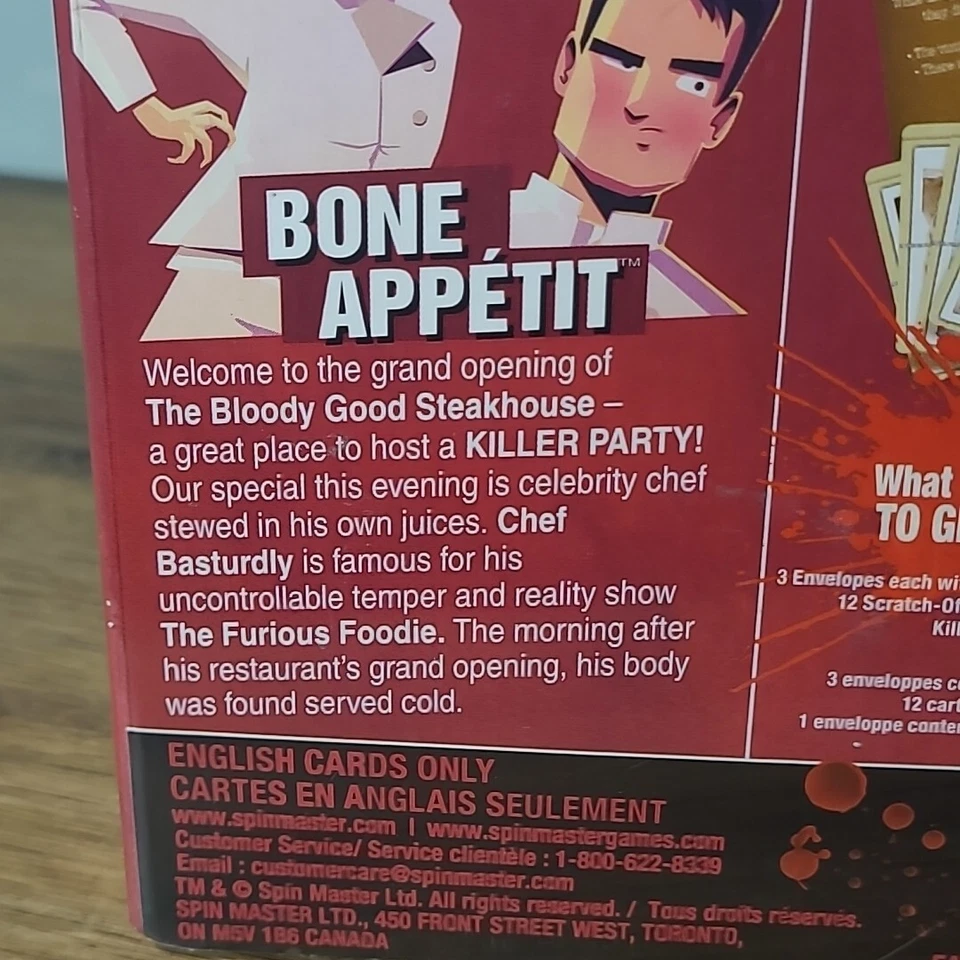 BONE
APPÉTIT™
Welcome to the grand opening of
The Bloody Good Steakhouse –
a great place to host a KILLER PARTY!
Our special this evening is celebrity chef
stewed in his own juices. Chef
Basturdly is famous for his
uncontrollable temper and reality show
The Furious Foodie. The morning after
his restaurant's grand opening, his body
was found served cold.
What
TO
3 Envelopes each
12
3 enveloppes
12
1 enveloppe
ENGLISH CARDS ONLY
CARTES EN ANGLAIS SEULEMENT
www.spinmaster.com | www.spinmastergames.com
Customer Service/ Service clientèle : 1-800-622-8339
Email : customercare@spinmaster.com
TM & © Spin Master Ltd. All rights reserved. / Tous droits réservés.
SPIN MASTER LTD., 450 FRONT STREET WEST, TORONTO,
ON M5V 1B6 CANADA